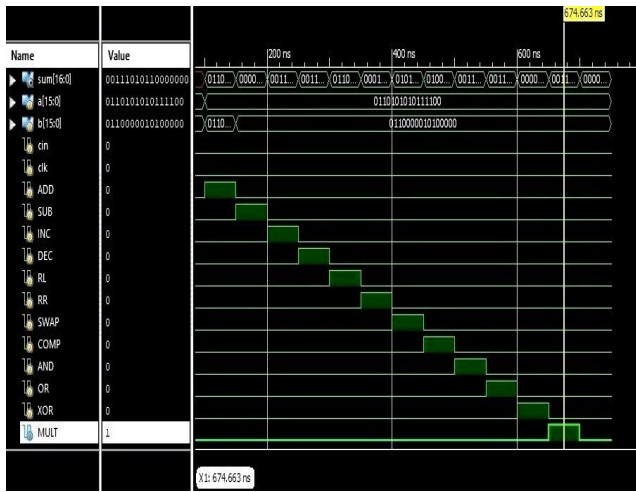 674.663 ns
Name Value
200 ns 400 ns 600 ns
sum[16:0] 00111010110000000 0110... 0000... 0011... 0011... 0110... 0001... 0101... 0100... 0011... 0011... 0000... 0011... 0000...
a[15:0] 0110101010111100 0110101010111100
b[15:0] 0110000010100000 0110... 0110000010100000
cin 0
clk 0
ADD 0
SUB 0
INC 0
DEC 0
RL 0
RR 0
SWAP 0
COMP 0
AND 0
OR 0
XOR 0
MULT 1
X1: 674.663 ns